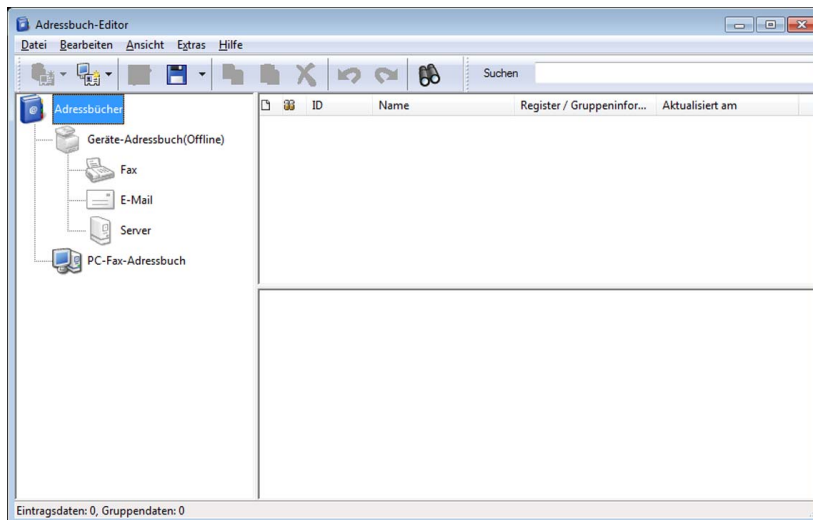 Adressbuch-Editor
Datei Bearbeiten Ansicht Extras Hilfe
Suchen
Adressbücher
Geräte-Adressbuch(Offline)
Fax
E-Mail
Server
PC-Fax-Adressbuch
ID Name Register / Gruppeninfor... Aktualisiert am
Eintragsdaten: 0, Gruppendaten: 0